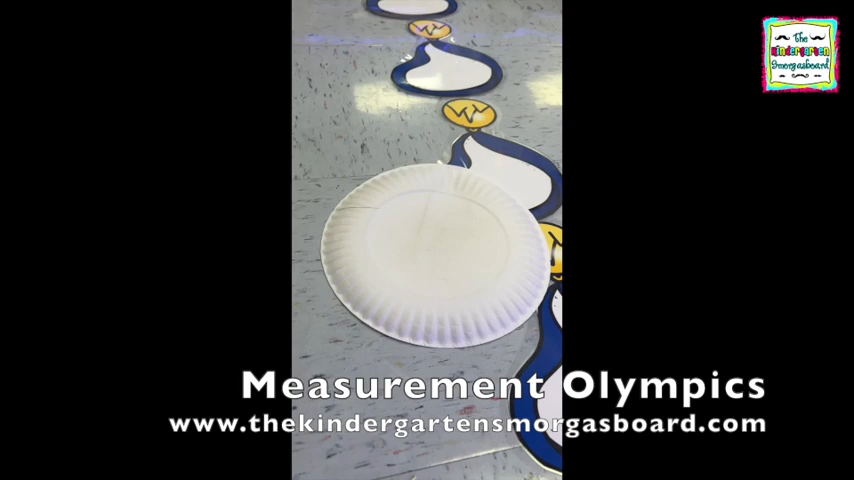 The
Kindergarten
Smorgasboard
W
W
Measurement Olympics
www.thekindergartensmorgasboard.com